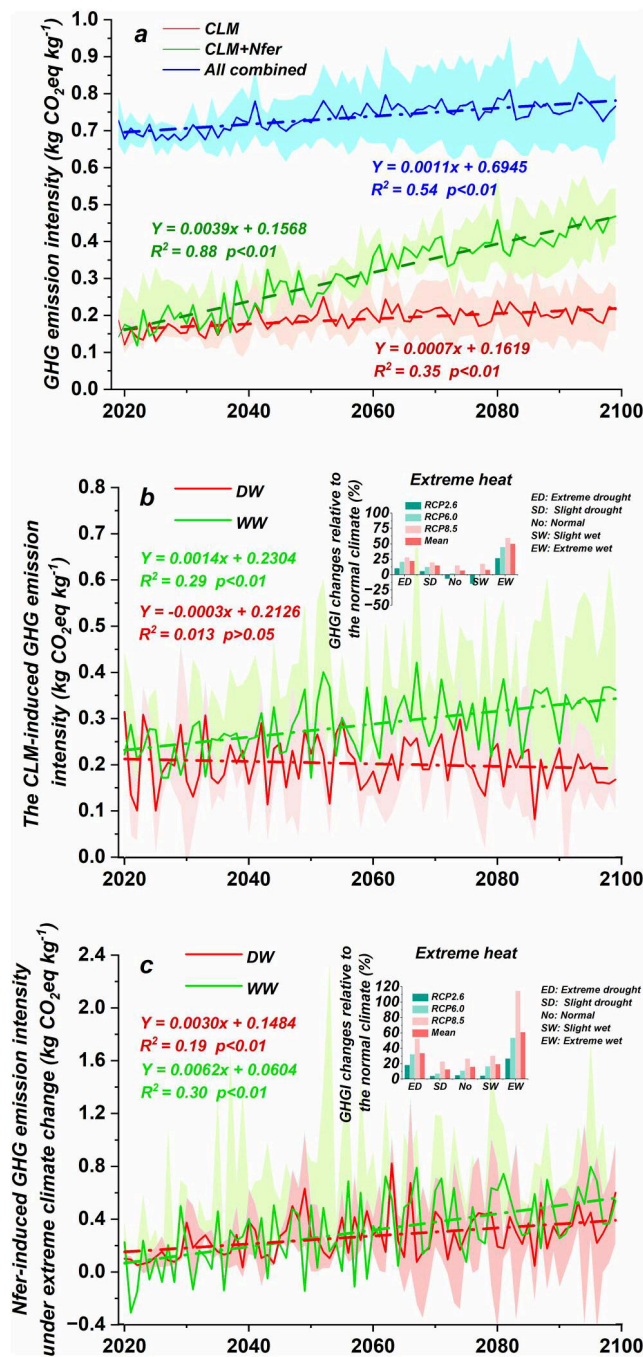 a
CLM
CLM+Nfer
All combined
GHG emission intensity (kg CO₂eq kg⁻¹)
1.0
0.9
0.8
0.7
0.6
0.5
0.4
0.3
0.2
0.1
0.0
Y = 0.0011x + 0.6945
R² = 0.54 p<0.01
Y = 0.0039x + 0.1568
R² = 0.88 p<0.01
Y = 0.0007x + 0.1619
R² = 0.35 p<0.01
2020 2040 2060 2080 2100
b
DW
WW
The CLM-induced GHG emission
intensity (kg CO₂eq kg⁻¹)
0.8
0.7
0.6
0.5
0.4
0.3
0.2
0.1
0.0
Y = 0.0014x + 0.2304
R² = 0.29 p<0.01
Y = -0.0003x + 0.2126
R² = 0.013 p>0.05
Extreme heat
GHGI changes relative to
the normal climate (%)
100
75
50
25
0
−25
−50
RCP2.6
RCP6.0
RCP8.5
Mean
ED SD No SW EW
ED: Extreme drought
SD: Slight drought
No: Normal
SW: Slight wet
EW: Extreme wet
2020 2040 2060 2080 2100
c
DW
WW
Nfer-induced GHG emission intensity
under extreme climate change (kg CO₂eq kg⁻¹)
2.4
2.0
1.6
1.2
0.8
0.4
0.0
−0.4
Y = 0.0030x + 0.1484
R² = 0.19 p<0.01
Y = 0.0062x + 0.0604
R² = 0.30 p<0.01
Extreme heat
GHGI changes relative to
the normal climate (%)
120
100
80
60
40
20
0
RCP2.6
RCP6.0
RCP8.5
Mean
ED SD No SW EW
ED: Extreme drought
SD: Slight drought
No: Normal
SW: Slight wet
EW: Extreme wet
2020 2040 2060 2080 2100